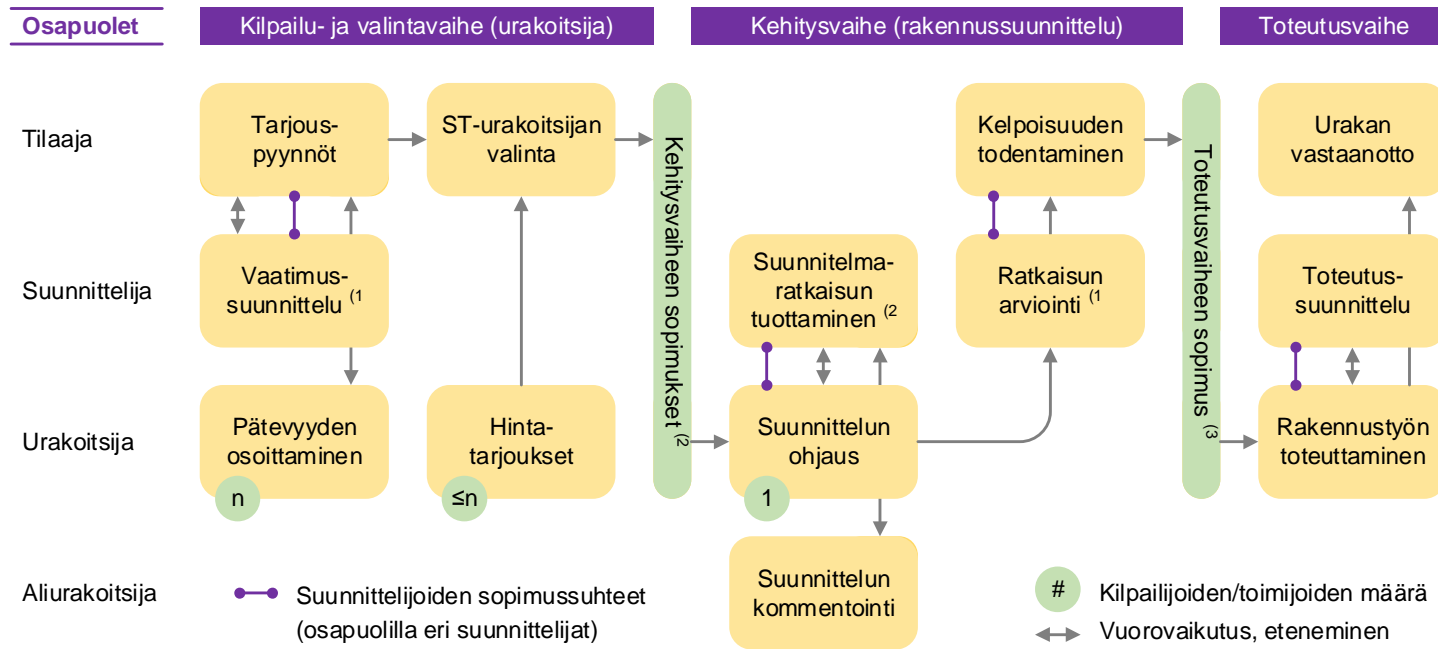 Osapuolet
Kilpailu- ja valintavaihe (urakoitsija)
Kehitysvaihe (rakennussuunnittelu)
Toteutusvaihe
Tilaaja
Tarjous-
pyynnöt
ST-urakoitsijan
valinta
Kehitysvaiheen sopimukset (2
Kelpoisuuden
todentaminen
Toteutusvaiheen sopimus (3
Urakan
vastaanotto
Suunnittelija
Vaatimus-
suunnittelu (1
Suunnitelma-
ratkaisun
tuottaminen (2
Ratkaisun
arviointi (1
Toteutus-
suunnittelu
Urakoitsija
Pätevyyden
osoittaminen
n
Hinta-
tarjoukset
≤n
Suunnittelun
ohjaus
1
Rakennustyön
toteuttaminen
Aliurakoitsija
Suunnittelijoiden sopimussuhteet
(osapuolilla eri suunnittelijat)
Suunnittelun
kommentointi
# Kilpailijoiden/toimijoiden määrä
Vuorovaikutus, eteneminen